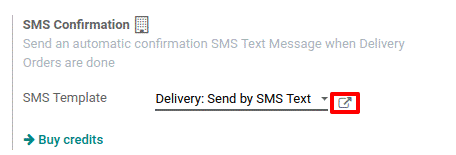 SMS Confirmation
Send an automatic confirmation SMS Text Message when Delivery
Orders are done
SMS Template Delivery: Send by SMS Text
Buy credits